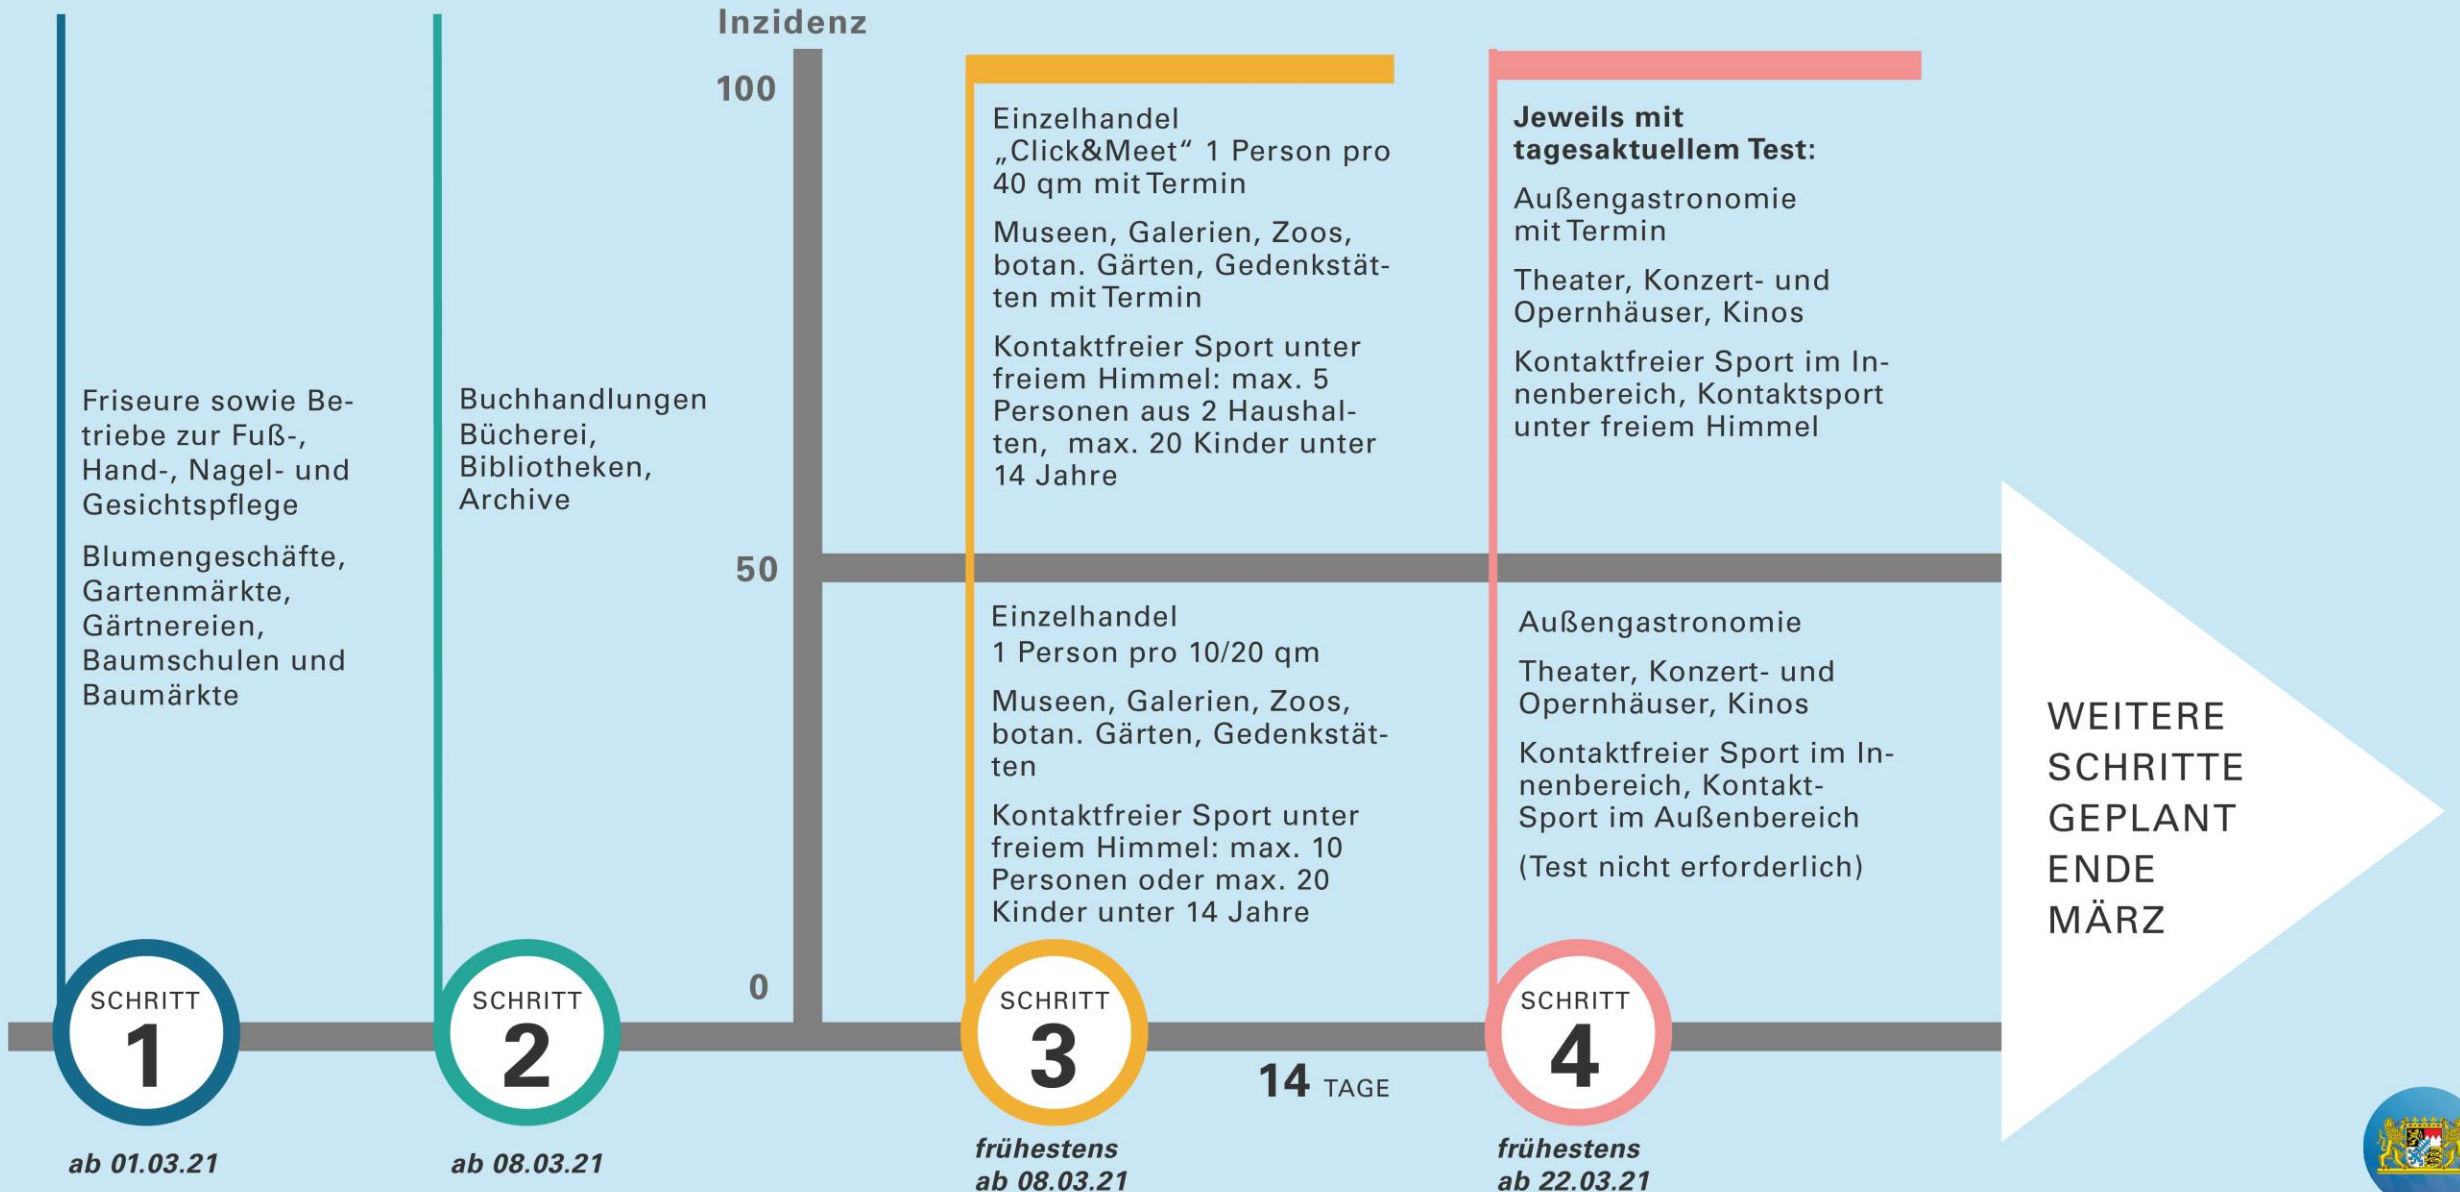 Friseure sowie Be-
triebe zur Fuß-,
Hand-, Nagel- und
Gesichtspflege
Blumengeschäfte,
Gartenmärkte,
Gärtnereien,
Baumschulen und
Baumärkte
SCHRITT
1
ab 01.03.21
Buchhandlungen
Bücherei,
Bibliotheken,
Archive
SCHRITT
2
ab 08.03.21
Inzidenz
100
50
0
Einzelhandel
„Click&Meet“ 1 Person pro
40 qm mit Termin
Museen, Galerien, Zoos,
botan. Gärten, Gedenkstät-
ten mit Termin
Kontaktfreier Sport unter
freiem Himmel: max. 5
Personen aus 2 Haushal-
ten, max. 20 Kinder unter
14 Jahre
Einzelhandel
1 Person pro 10/20 qm
Museen, Galerien, Zoos,
botan. Gärten, Gedenkstät-
ten
Kontaktfreier Sport unter
freiem Himmel: max. 10
Personen oder max. 20
Kinder unter 14 Jahre
SCHRITT
3
frühestens
ab 08.03.21
14 TAGE
Jeweils mit
tagesaktuellem Test:
Außengastronomie
mit Termin
Theater, Konzert- und
Opernhäuser, Kinos
Kontaktfreier Sport im In-
nenbereich, Kontaktsport
unter freiem Himmel
Außengastronomie
Theater, Konzert- und
Opernhäuser, Kinos
Kontaktfreier Sport im In-
nenbereich, Kontakt-
Sport im Außenbereich
(Test nicht erforderlich)
SCHRITT
4
frühestens
ab 22.03.21
WEITERE
SCHRITTE
GEPLANT
ENDE
MÄRZ